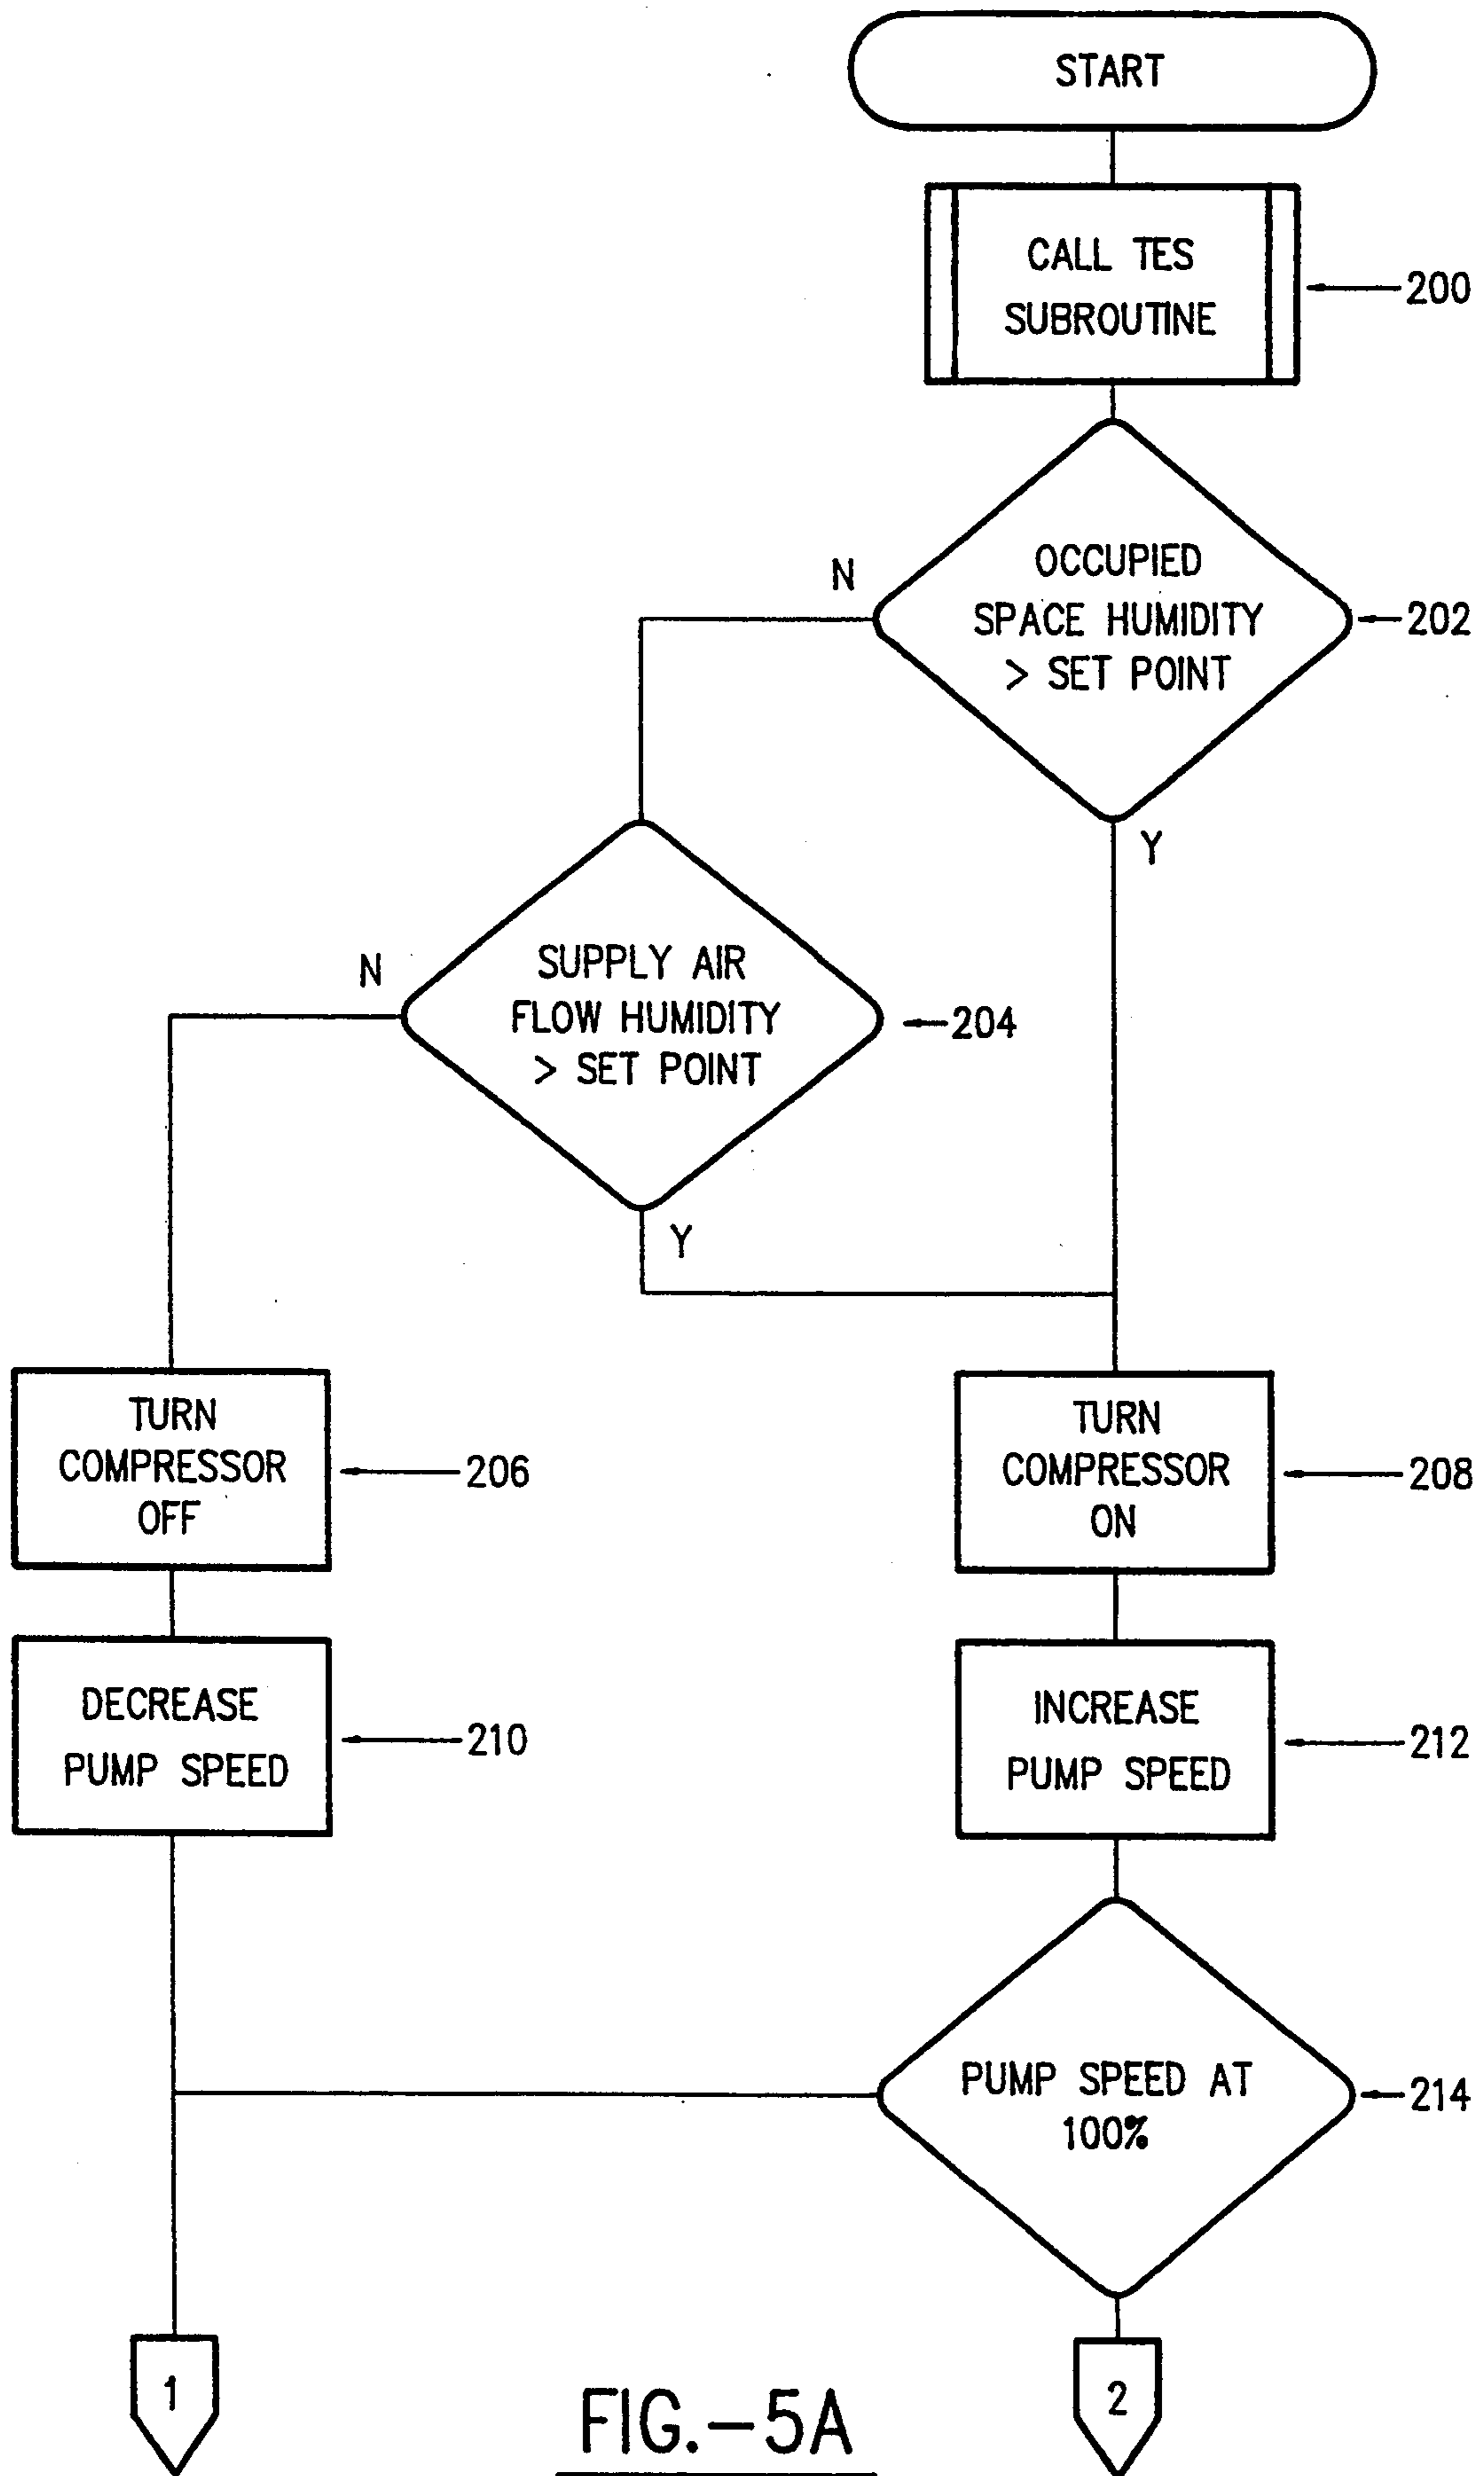 START
CALL TES
SUBROUTINE
200
OCCUPIED
SPACE HUMIDITY
> SET POINT
202
N
Y
SUPPLY AIR
FLOW HUMIDITY
> SET POINT
204
N
Y
TURN
COMPRESSOR
OFF
206
TURN
COMPRESSOR
ON
208
DECREASE
PUMP SPEED
210
INCREASE
PUMP SPEED
212
PUMP SPEED AT
100%
214
1
2
FIG.-5A